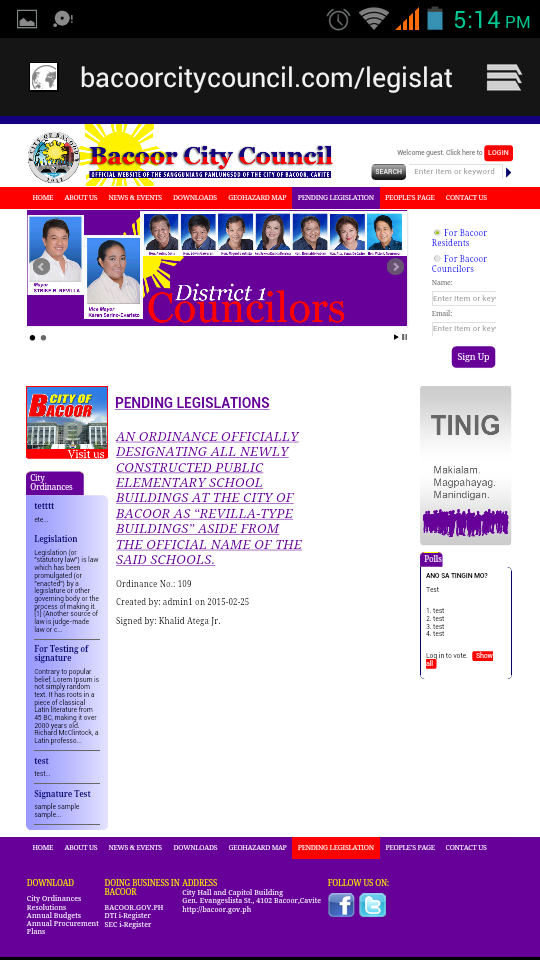 5:14 PM
bacoorcitycouncil.com/legislat
Bacoor City Council
OFFICIAL WEBSITE OF THE SANGGUNIANG PANLUNGSOD OF BACOOR, CAVITE
Welcome guest. Click here to LOGIN
SEARCH Enter Item or keyword
HOME ABOUT US NEWS & EVENTS DOWNLOADS GEOHAZARD MAP PENDING LEGISLATION PEOPLE'S PAGE CONTACT US
Mayor
STRIKE B. REVILLA
Vice Mayor
Karen Sarino-Evaristo
District 1
Councilors
For Bacoor
Residents
For Bacoor
Councilors
Name:
Enter Item or key
Email:
Enter Item or key
Sign Up
CITY OF
BACOOR
Visit us
PENDING LEGISLATIONS
AN ORDINANCE OFFICIALLY
DESIGNATING ALL NEWLY
CONSTRUCTED PUBLIC
ELEMENTARY SCHOOL
BUILDINGS AT THE CITY OF
BACOOR AS “REVILLA-TYPE
BUILDINGS” ASIDE FROM
THE OFFICIAL NAME OF THE
SAID SCHOOLS.
Ordinance No.: 109
Created by: admin1 on 2015-02-25
Signed by: Khalid Atega Jr.
City
Ordinances
tetttt
ete...
Legislation
Legislation (or
"statutory law") is law
which has been
promulgated (or
"enacted") by a
legislature or other
governing body or the
process of making it.
[1] (Another source of
law is judge-made
law or c...
For Testing of
signature
Contrary to popular
belief, Lorem Ipsum is
not simply random
text. It has roots in a
piece of classical
Latin literature from
45 BC, making it over
2000 years old.
Richard McClintock, a
Latin professo...
test
test...
Signature Test
sample sample
sample...
TINIG
Makialam.
Magpahayag.
Manindigan.
Polls
ANO SA TINGIN MO?
Test
1. test
2. test
3. test
4. test
Log in to vote. Show
all
HOME ABOUT US NEWS & EVENTS DOWNLOADS GEOHAZARD MAP PENDING LEGISLATION PEOPLE'S PAGE CONTACT US
DOWNLOAD
City Ordinances
Resolutions
Annual Budgets
Annual Procurement
Plans
DOING BUSINESS IN
BACOOR
BACOOR.GOV.PH
DTI i-Register
SEC i-Register
ADDRESS
City Hall and Capitol Building
Gen. Evangeslista St., 4102 Bacoor,Cavite
http://bacoor.gov.ph
FOLLOW US ON: